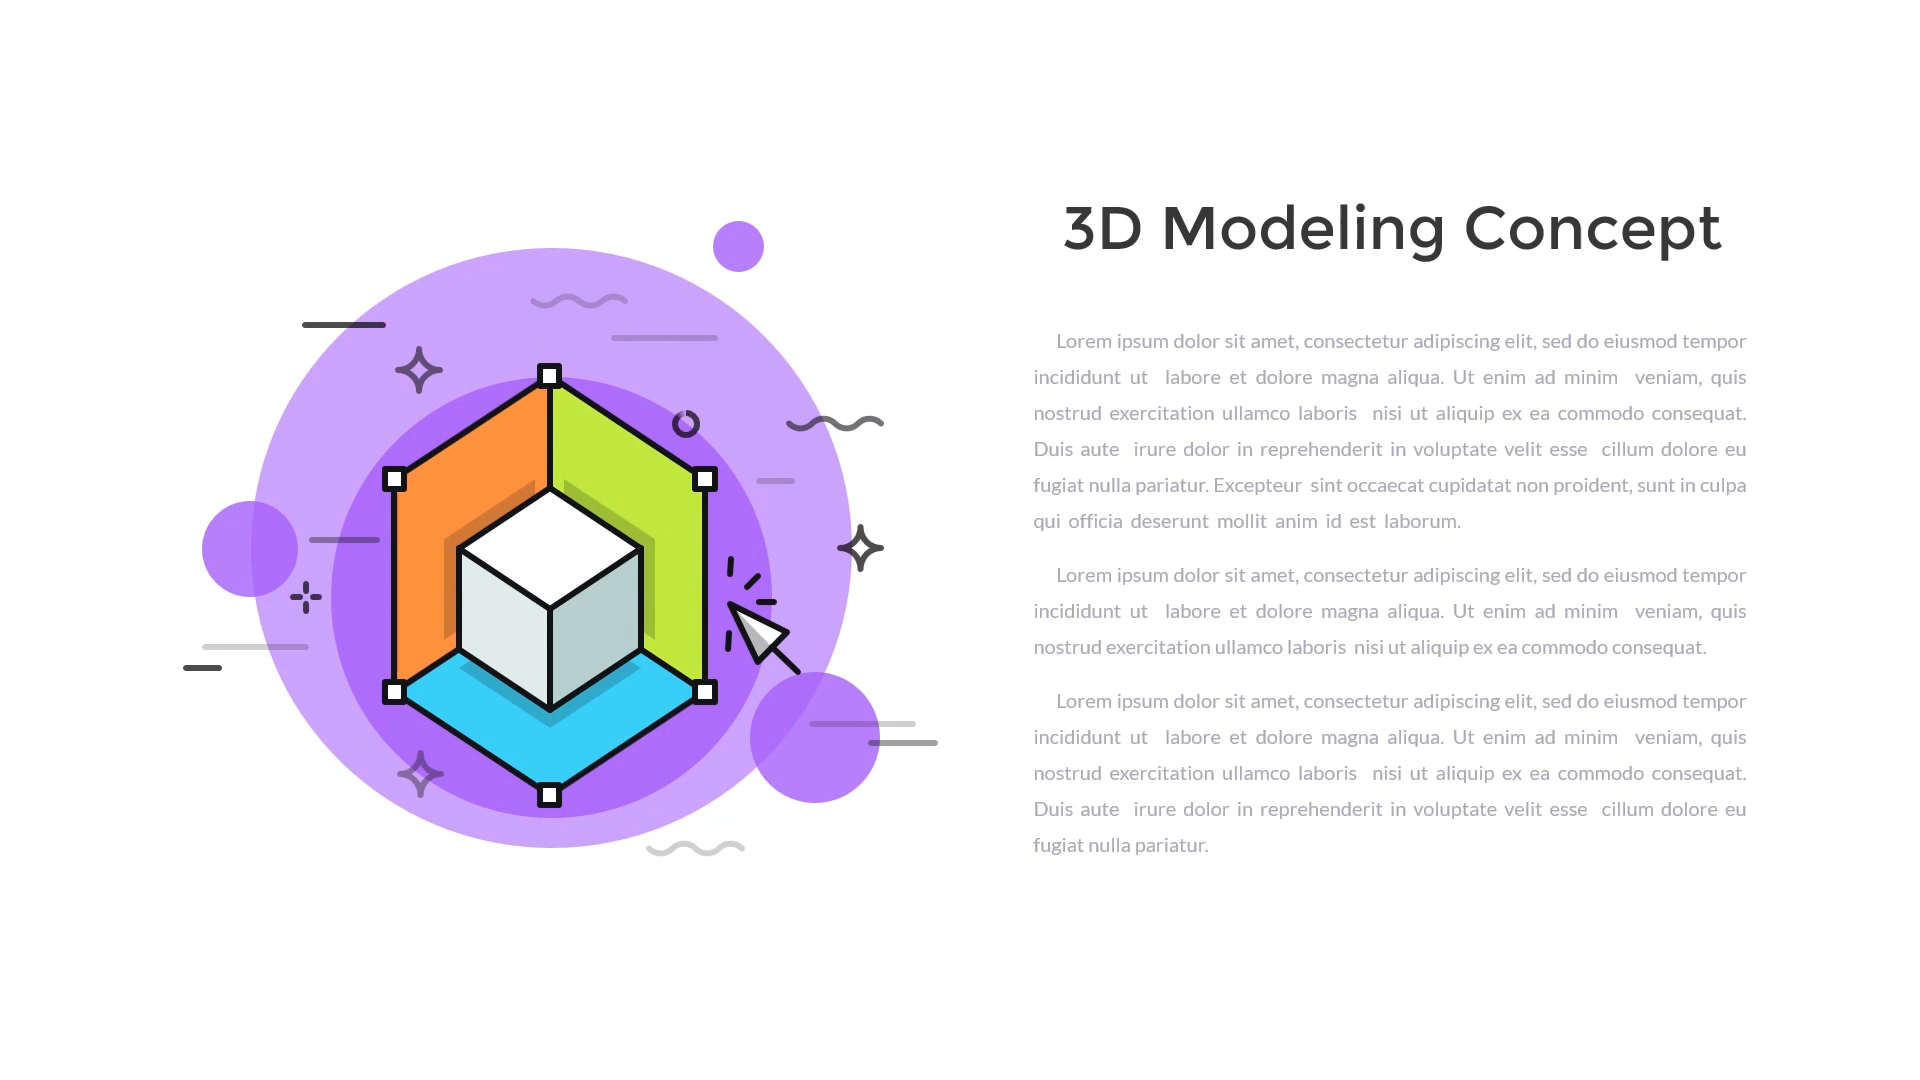 3D Modeling Concept
Lorem ipsum dolor sit amet, consectetur adipiscing elit, sed do eiusmod tempor
incididunt ut labore et dolore magna aliqua. Ut enim ad minim veniam, quis
nostrud exercitation ullamco laboris nisi ut aliquip ex ea commodo consequat.
Duis aute irure dolor in reprehenderit in voluptate velit esse cillum dolore eu
fugiat nulla pariatur. Excepteur sint occaecat cupidatat non proident, sunt in culpa
qui officia deserunt mollit anim id est laborum.
Lorem ipsum dolor sit amet, consectetur adipiscing elit, sed do eiusmod tempor
incididunt ut labore et dolore magna aliqua. Ut enim ad minim veniam, quis
nostrud exercitation ullamco laboris nisi ut aliquip ex ea commodo consequat.
Lorem ipsum dolor sit amet, consectetur adipiscing elit, sed do eiusmod tempor
incididunt ut labore et dolore magna aliqua. Ut enim ad minim veniam, quis
nostrud exercitation ullamco laboris nisi ut aliquip ex ea commodo consequat.
Duis aute irure dolor in reprehenderit in voluptate velit esse cillum dolore eu
fugiat nulla pariatur.